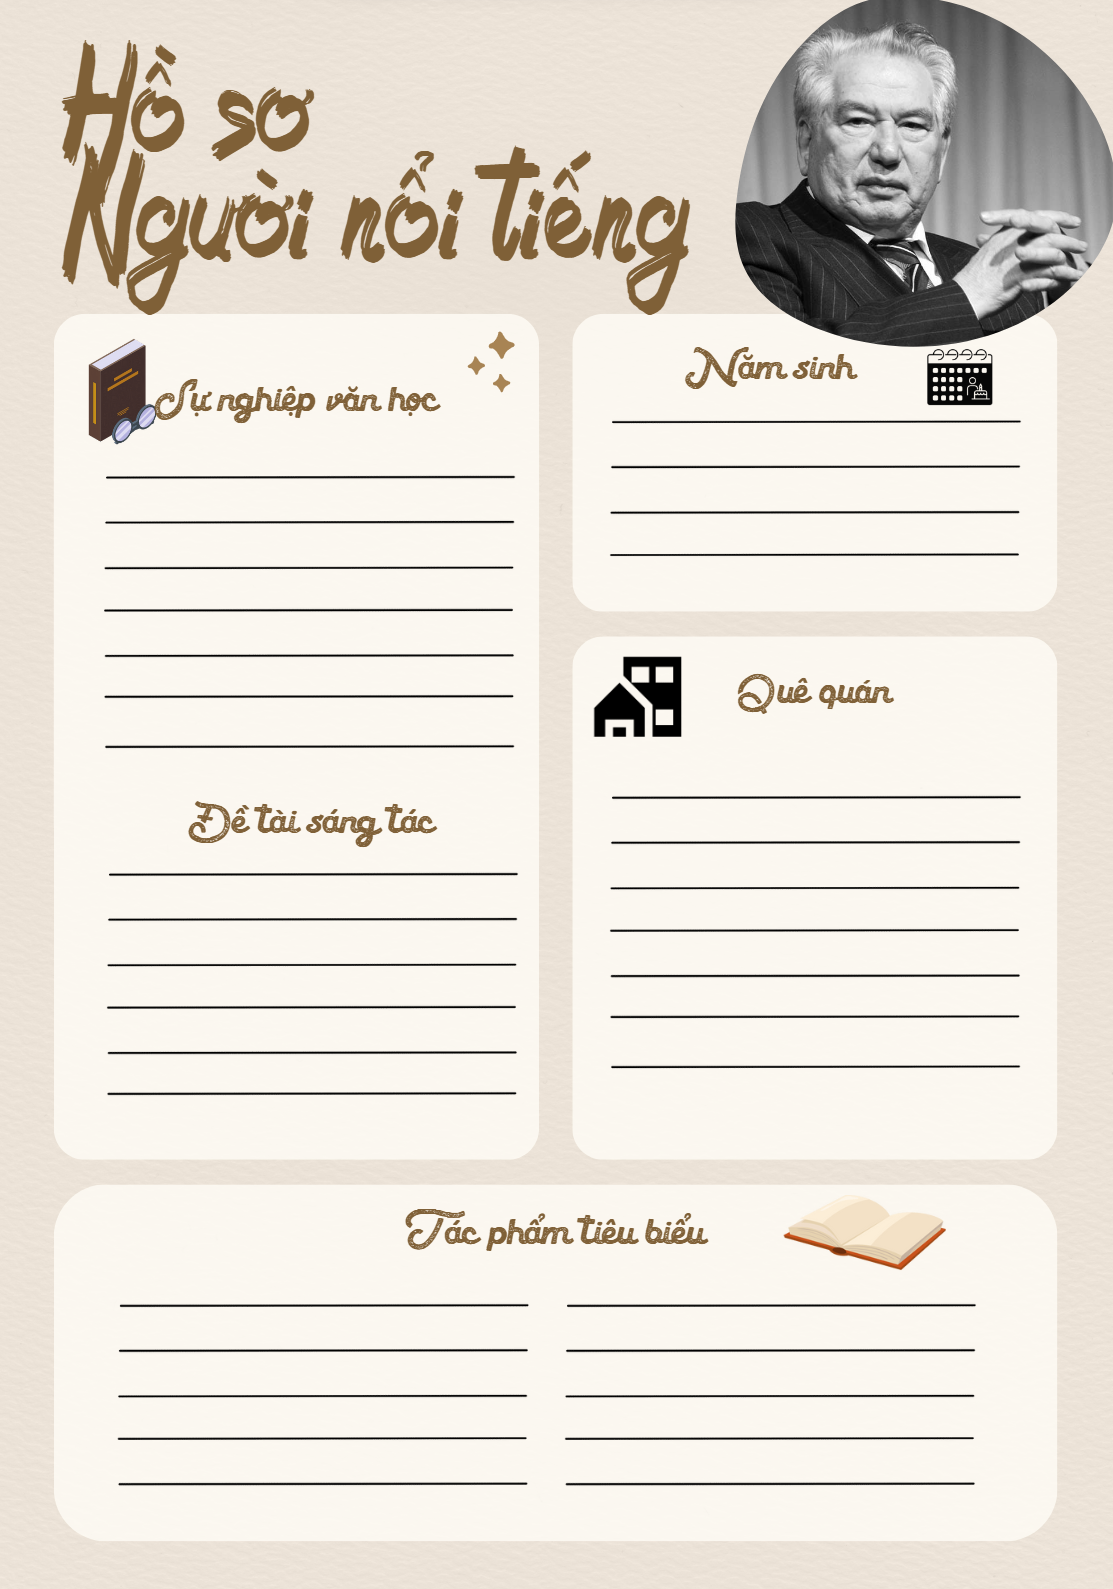 Hồ sơ
Người nổi tiếng
Sự nghiệp văn học
Năm sinh
Quê quán
Đề tài sáng tác
Tác phẩm tiêu biểu